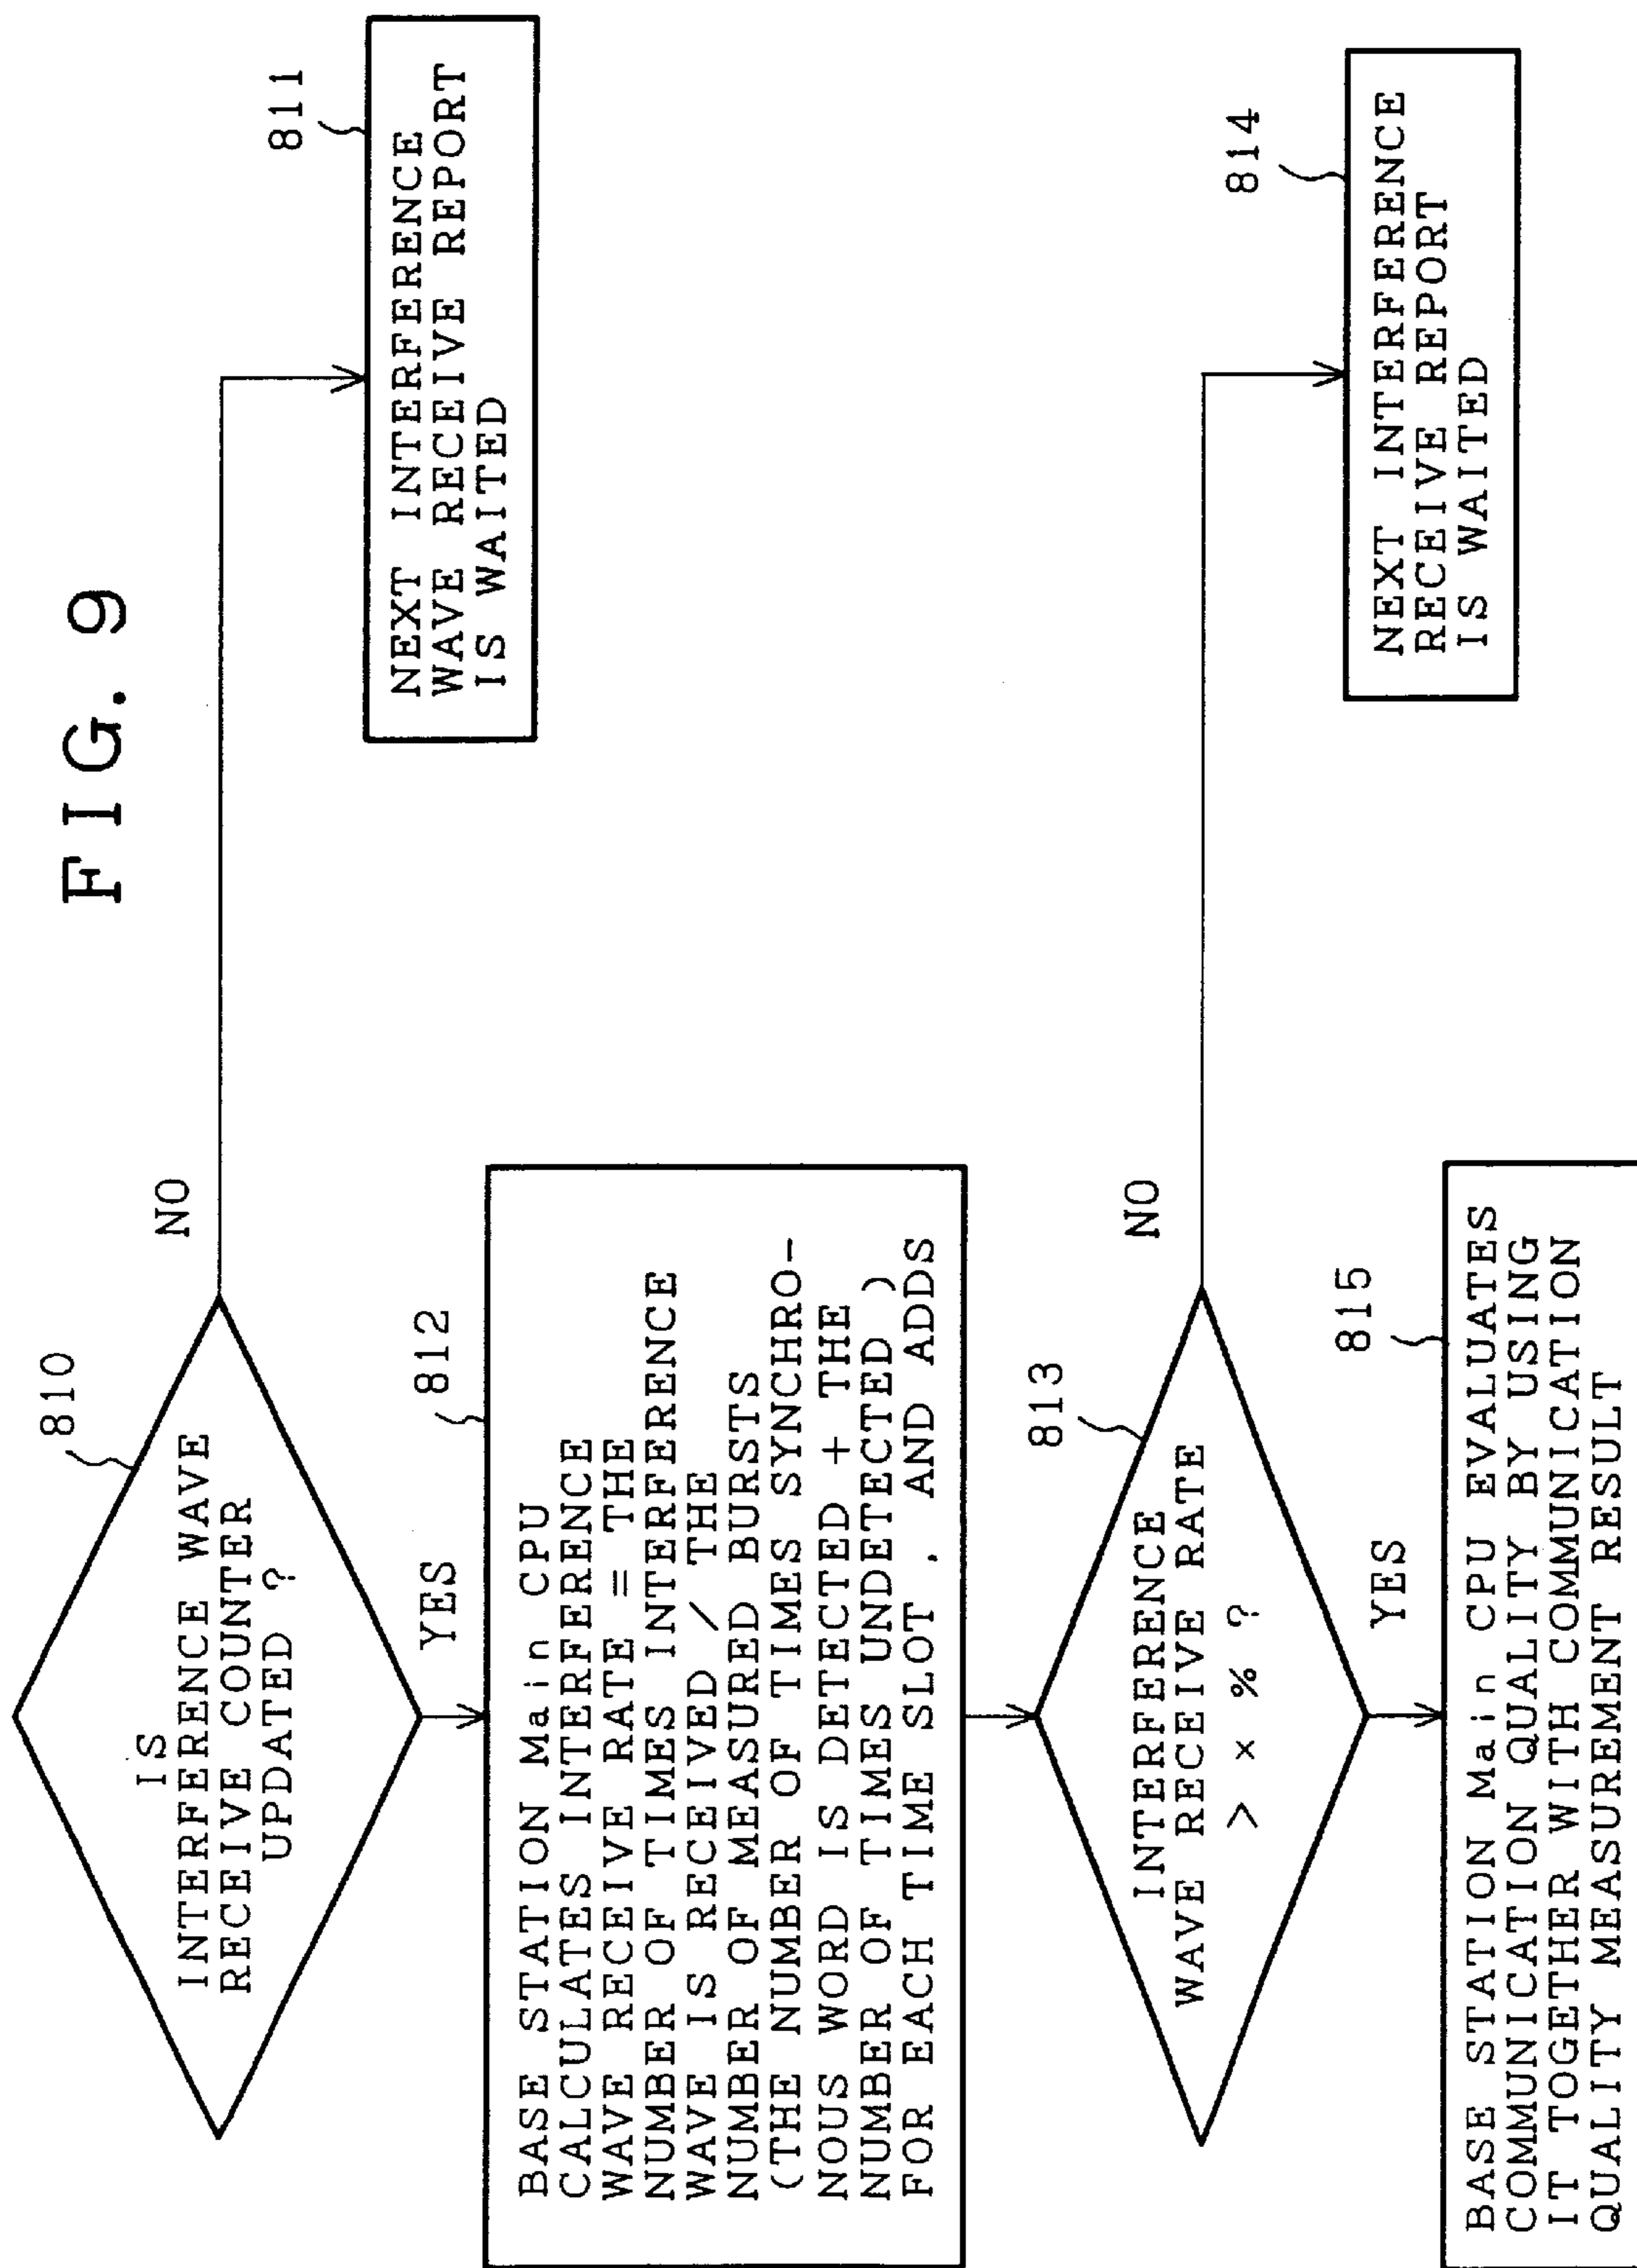 FIG. 9
810
IS
INTERFERENCE WAVE
RECEIVE COUNTER
UPDATED ?
NO
811
NEXT INTERFERENCE
WAVE RECEIVE REPORT
IS WAITED
YES
812
BASE STATION Main CPU
CALCULATES INTERFERENCE
WAVE RECEIVE RATE = THE
NUMBER OF TIMES INTERFERENCE
WAVE IS RECEIVED / THE
NUMBER OF MEASURED BURSTS
(THE NUMBER OF TIMES SYNCHRO-
NOUS WORD IS DETECTED + THE
NUMBER OF TIMES UNDETECTED )
FOR EACH TIME SLOT . AND ADDS
813
INTERFERENCE
WAVE RECEIVE RATE
> × % ?
NO
814
NEXT INTERFERENCE
RECEIVE REPORT
IS WAITED
YES
815
BASE STATION Main CPU EVALUATES
COMMUNICATION QUALITY BY USING
IT TOGETHER WITH COMMUNICATION
QUALITY MEASUREMENT RESULT